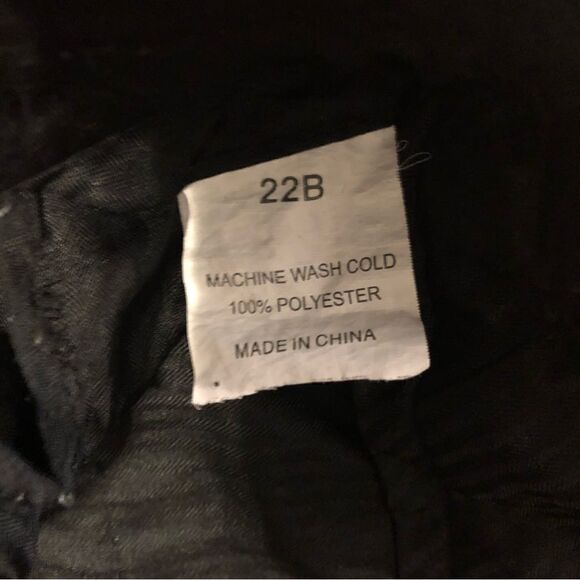 22B
MACHINE WASH COLD
100% POLYESTER
MADE IN CHINA